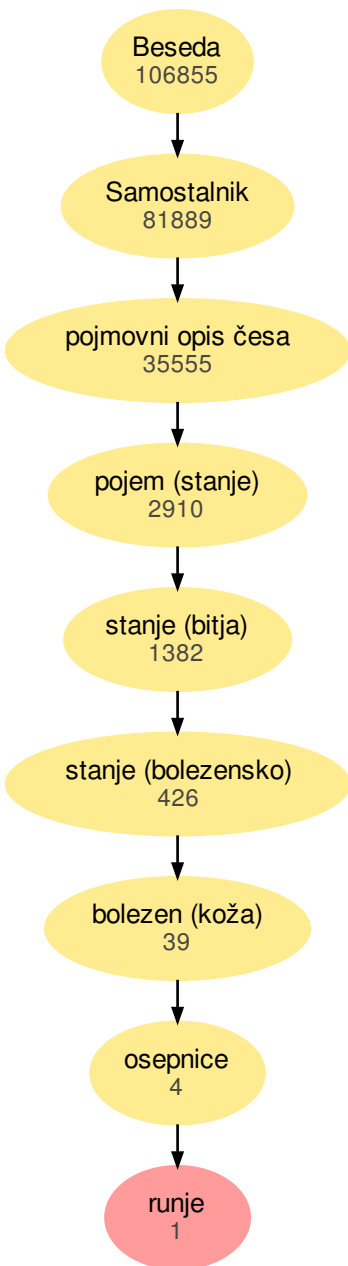 Beseda
106855
Samostalnik
81889
pojmovni opis česa
35555
pojem (stanje)
2910
stanje (bitja)
1382
stanje (bolezensko)
426
bolezen (koža)
39
osepnice
4
runje
1